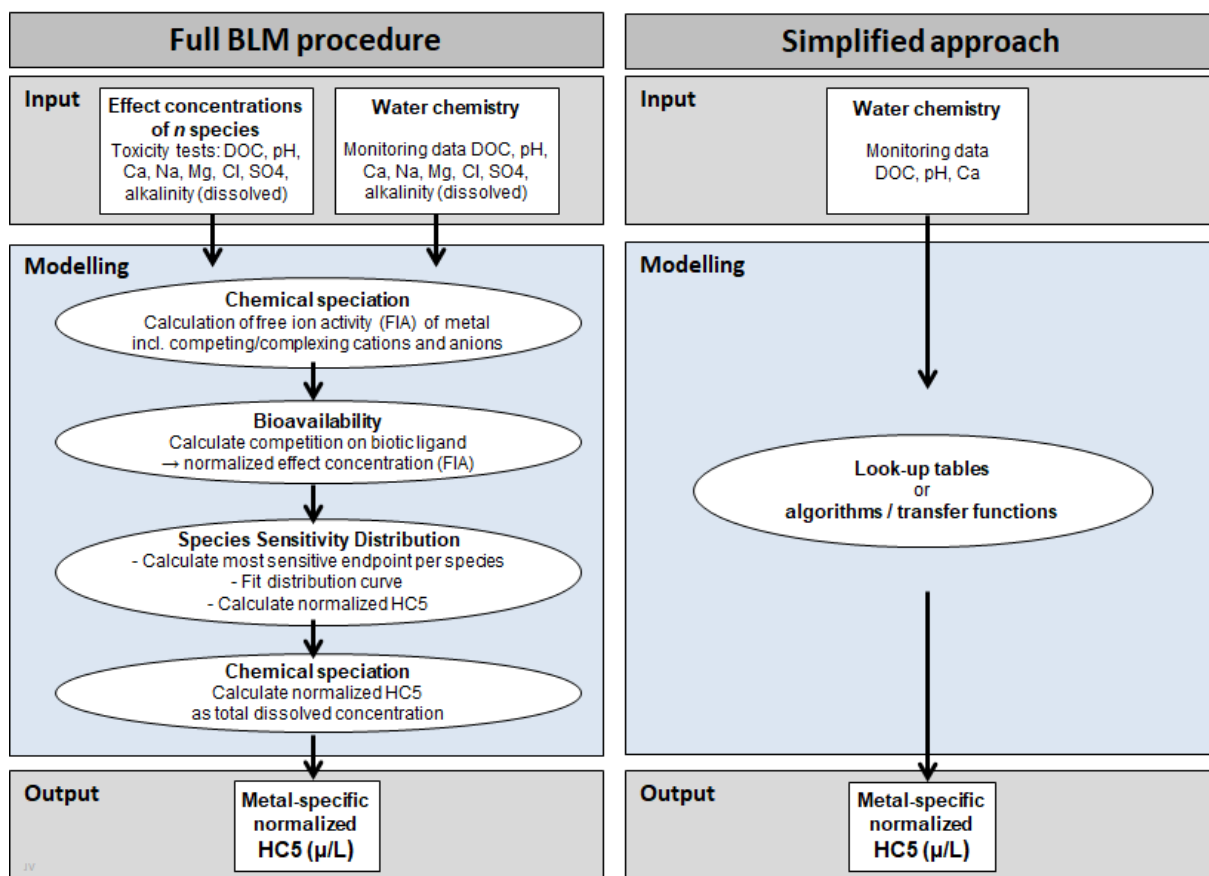 Full BLM procedure
Input
Effect concentrations
of n species
Toxicity tests: DOC, pH,
Ca, Na, Mg, Cl, SO4,
alkalinity (dissolved)
Water chemistry
Monitoring data DOC, pH,
Ca, Na, Mg, Cl, SO4,
alkalinity (dissolved)
Modelling
Chemical speciation
Calculation of free ion activity (FIA) of metal
incl. competing/complexing cations and anions
Bioavailability
Calculate competition on biotic ligand
→ normalized effect concentration (FIA)
Species Sensitivity Distribution
- Calculate most sensitive endpoint per species
- Fit distribution curve
- Calculate normalized HC5
Chemical speciation
Calculate normalized HC5
as total dissolved concentration
Output
Metal-specific
normalized
HC5 (µ/L)
JV
Simplified approach
Input
Water chemistry
Monitoring data
DOC, pH, Ca
Modelling
Look-up tables
or
algorithms / transfer functions
Output
Metal-specific
normalized
HC5 (µ/L)